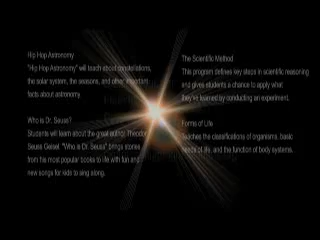 Hip Hop Astronomy
"Hip Hop Astronomy" will teach about constellations,
the solar system, the seasons, and other important
facts about astronomy

Who is Dr. Seuss?
Students will learn about the great author Theodor
Seuss Geisel. "Who is Dr. Seuss" brings stories
from his most popular books to life with fun and
new songs for kids to sing along.

The Scientific Method
This program defines key steps in scientific reasoning
and gives students a chance to apply what
they've learned by conducting an experiment.

Forms of Life
Teaches the classifications of organisms, basic
needs of life, and the function of body systems.